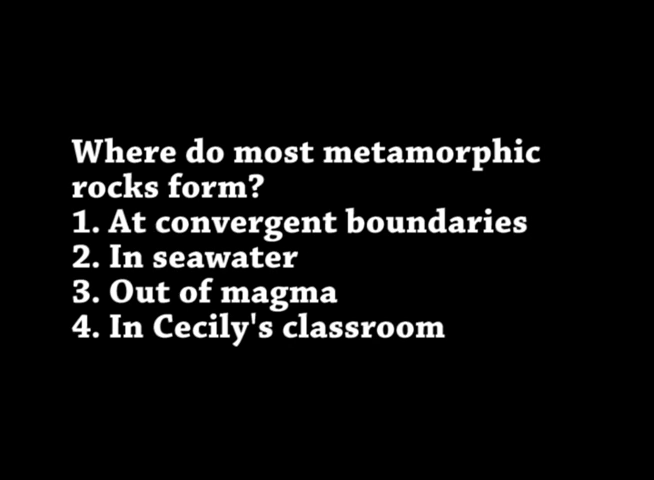 Where do most metamorphic
rocks form?
1. At convergent boundaries
2. In seawater
3. Out of magma
4. In Cecily's classroom